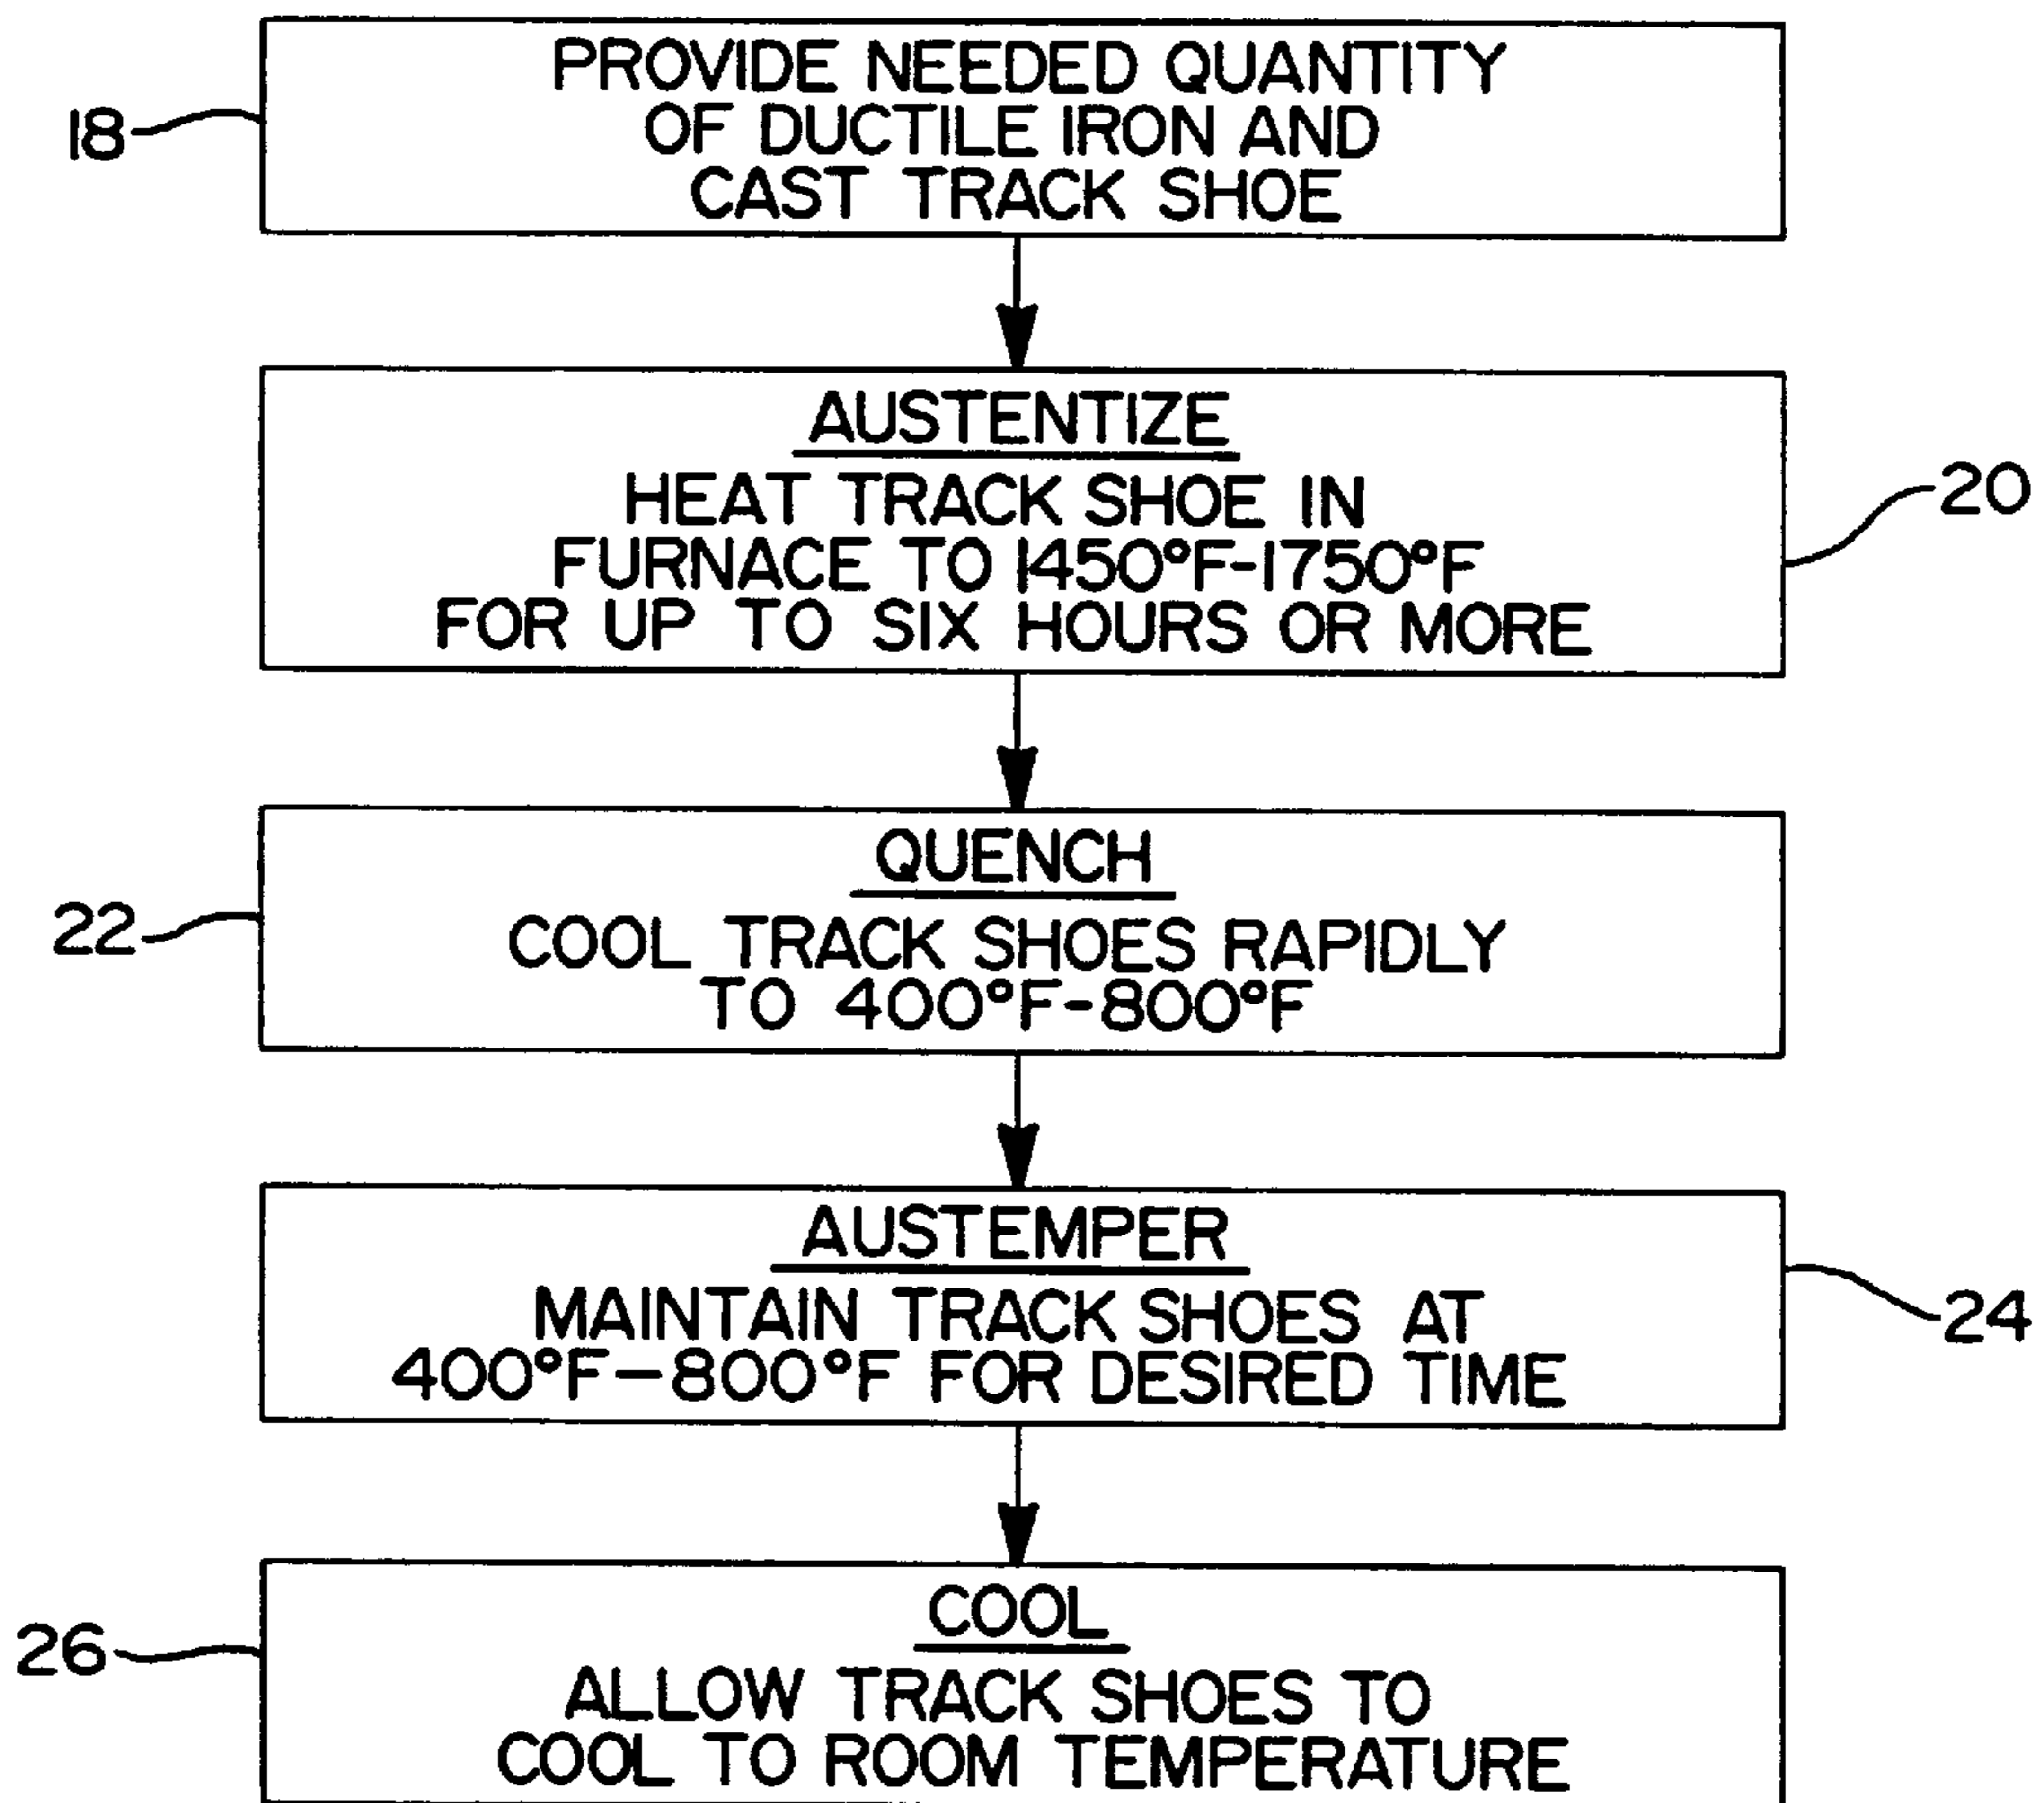 PROVIDE NEEDED QUANTITY
OF DUCTILE IRON AND
CAST TRACK SHOE
18
AUSTENTIZE
HEAT TRACK SHOE IN
FURNACE TO 1450°F-1750°F
FOR UP TO SIX HOURS OR MORE
20
QUENCH
COOL TRACK SHOES RAPIDLY
TO 400°F-800°F
22
AUSTEMPER
MAINTAIN TRACK SHOES AT
400°F-800°F FOR DESIRED TIME
24
COOL
ALLOW TRACK SHOES TO
COOL TO ROOM TEMPERATURE
26